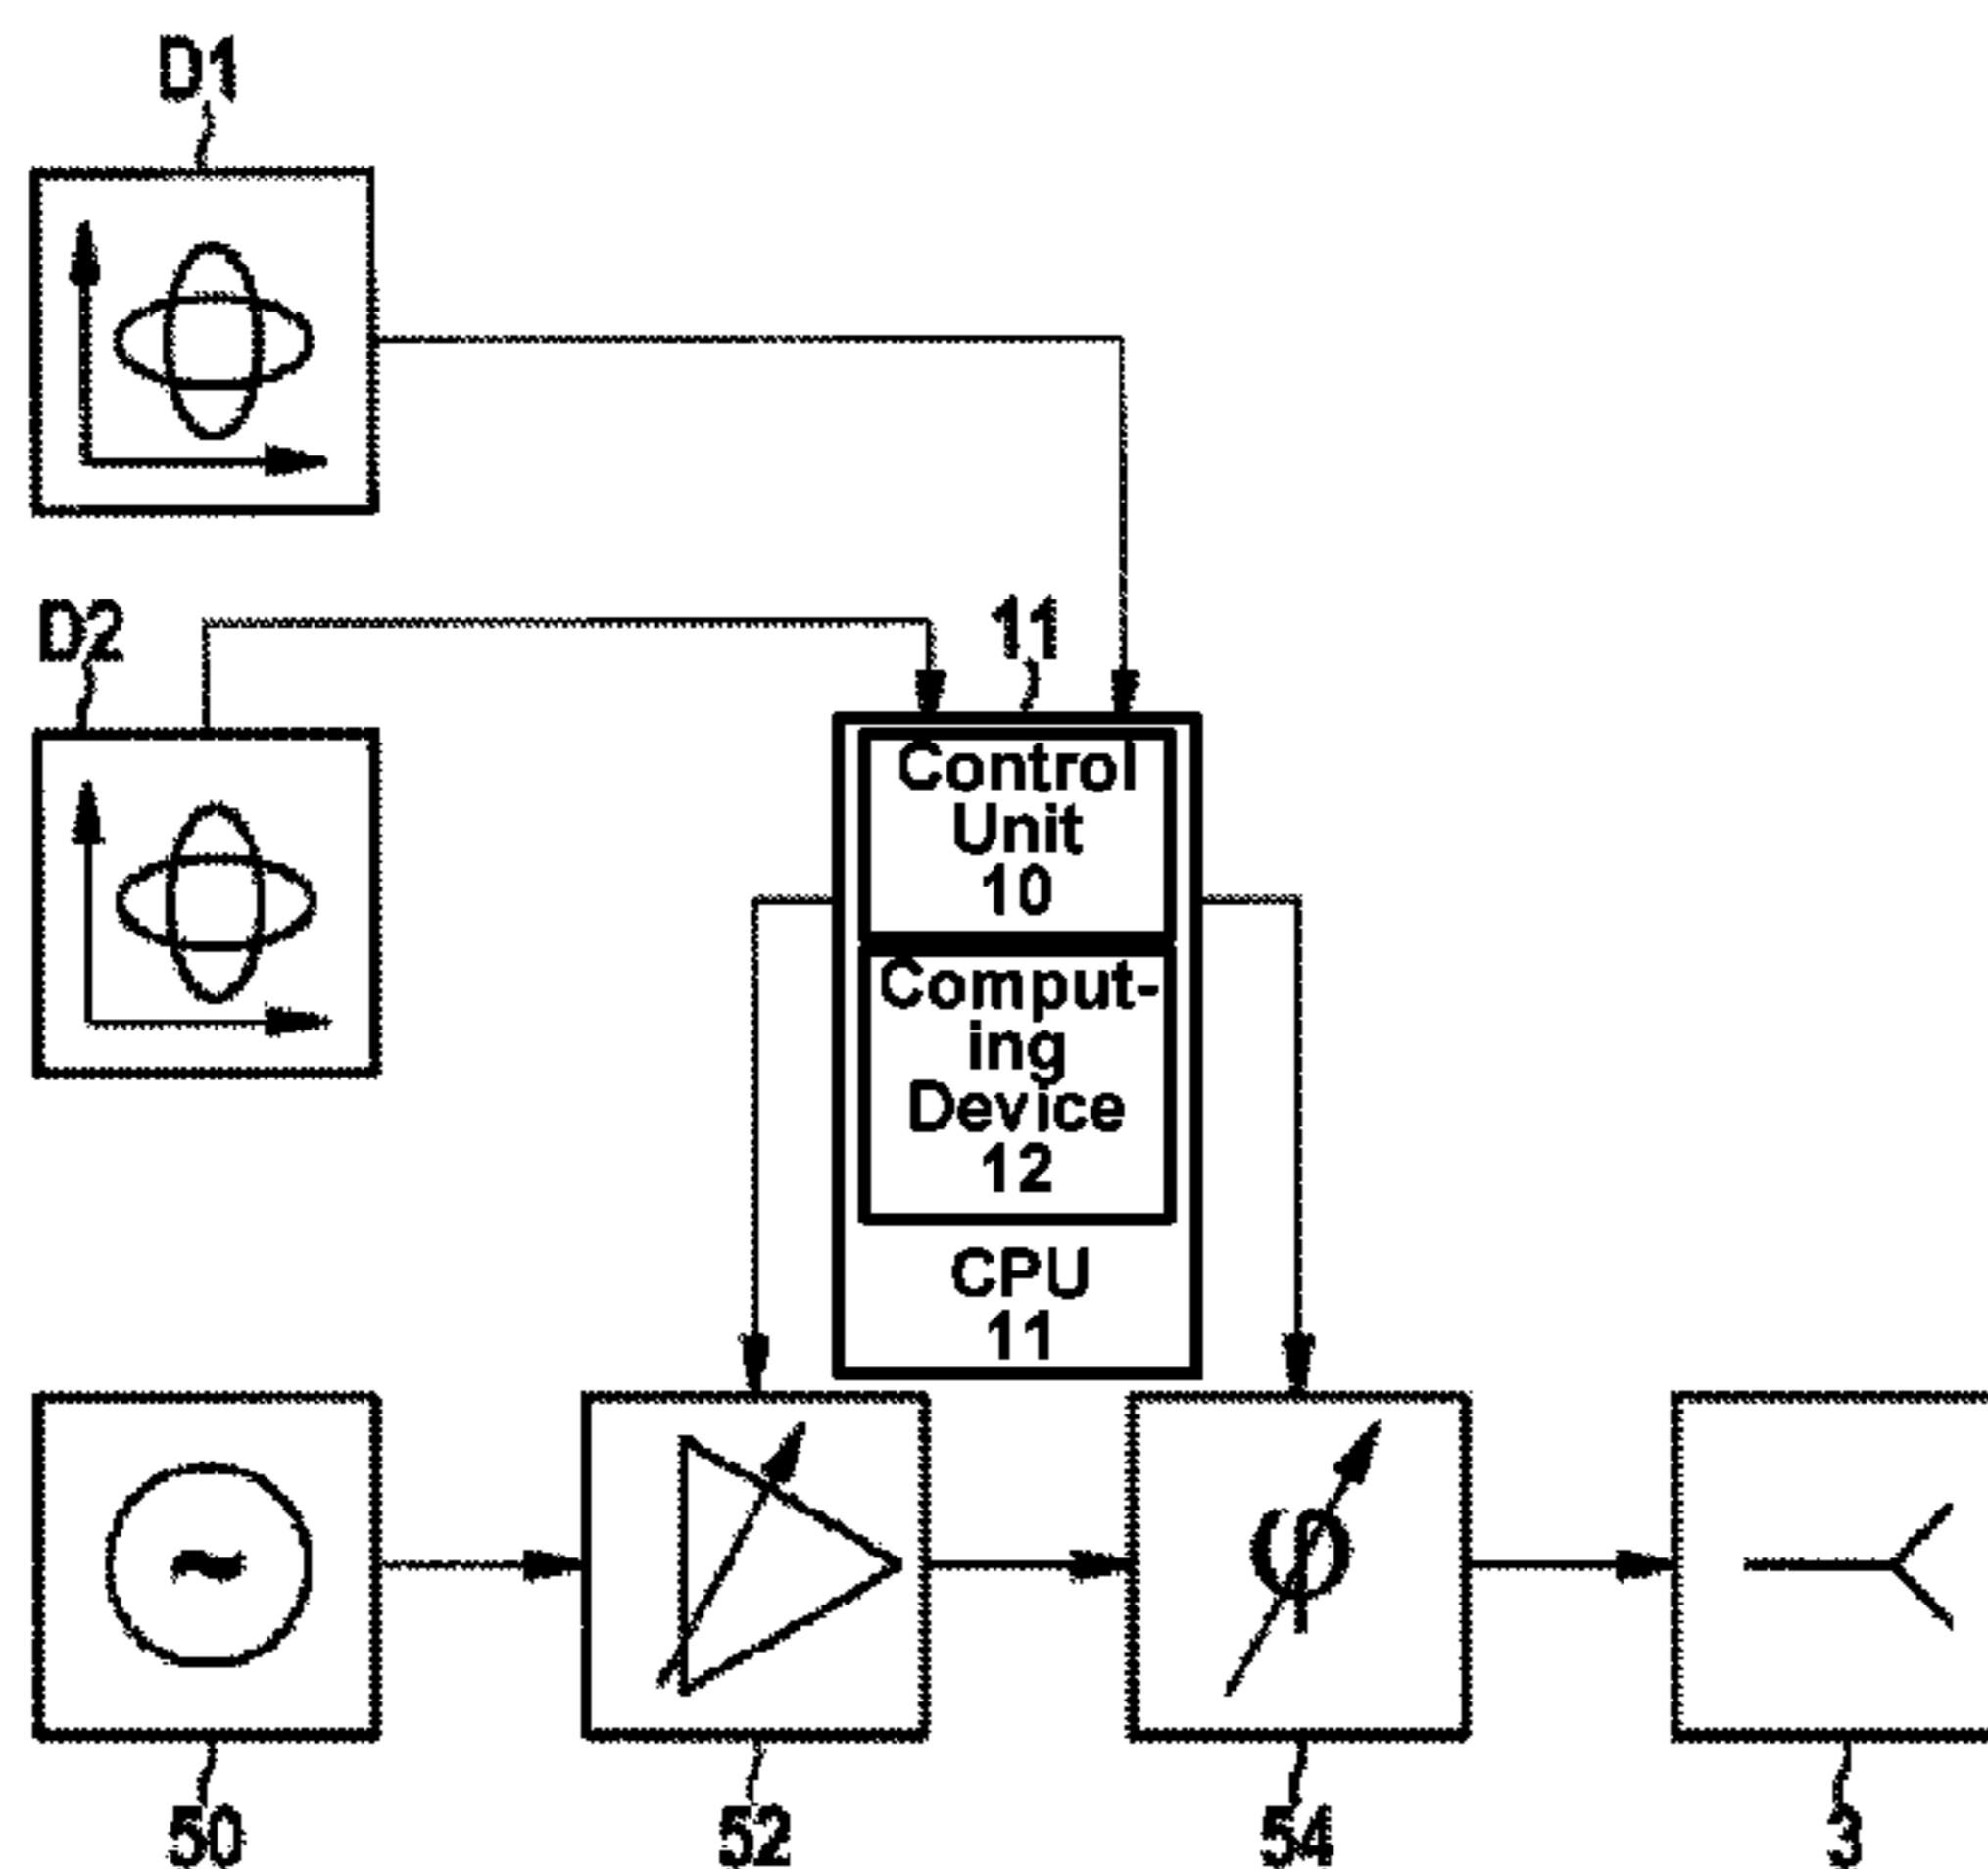 D1
D2
11
Control
Unit
10
Comput-
ing
Device
12
CPU
11
~
φ
50
52
54
3